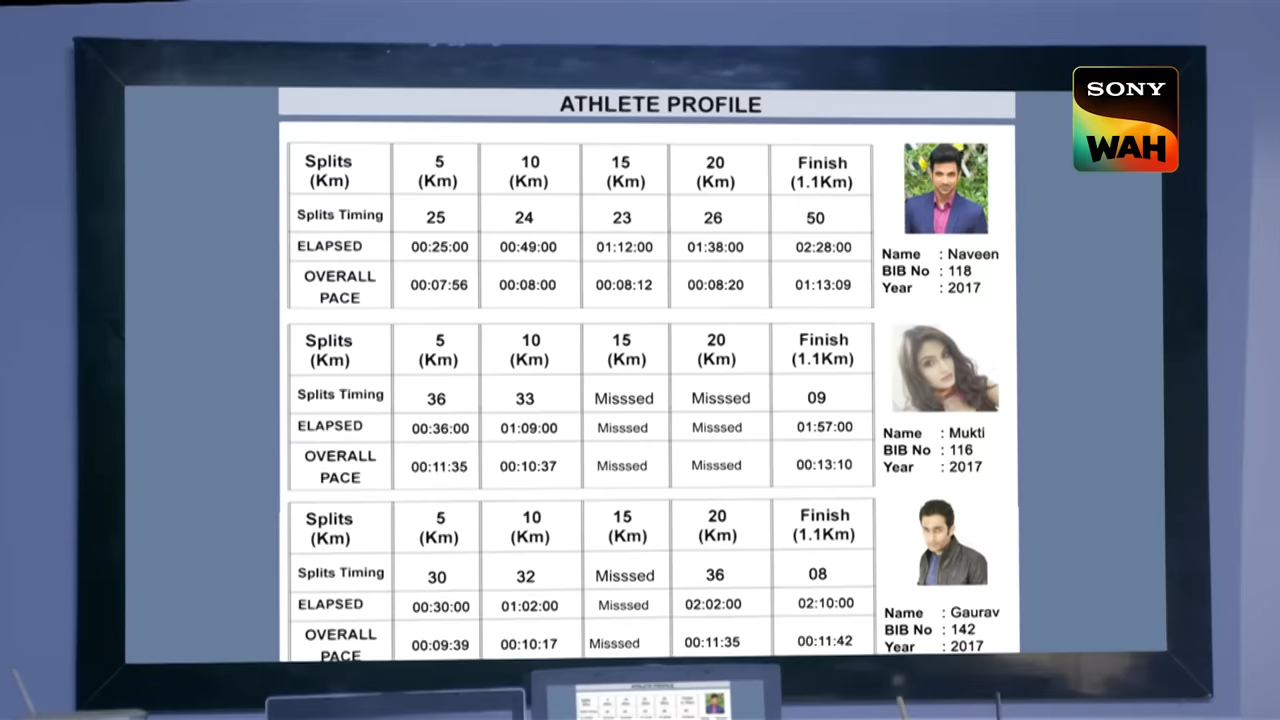 SONY
WAH
ATHLETE PROFILE
Splits (Km) 5 (Km) 10 (Km) 15 (Km) 20 (Km) Finish (1.1Km)
Splits Timing 25 24 23 26 50
ELAPSED 00:25:00 00:49:00 01:12:00 01:38:00 02:28:00
OVERALL PACE 00:07:56 00:08:00 00:08:12 00:08:20 01:13:09
Name : Naveen
BIB No : 118
Year : 2017
Splits (Km) 5 (Km) 10 (Km) 15 (Km) 20 (Km) Finish (1.1Km)
Splits Timing 36 33 Misssed Misssed 09
ELAPSED 00:36:00 01:09:00 Misssed Misssed 01:57:00
OVERALL PACE 00:11:35 00:10:37 Misssed Misssed 00:13:10
Name : Mukti
BIB No : 116
Year : 2017
Splits (Km) 5 (Km) 10 (Km) 15 (Km) 20 (Km) Finish (1.1Km)
Splits Timing 30 32 Misssed 36 08
ELAPSED 00:30:00 01:02:00 Misssed 02:02:00 02:10:00
OVERALL PACE 00:09:39 00:10:17 Misssed 00:11:35 00:11:42
Name : Gaurav
BIB No : 142
Year : 2017
ATHLETE PROFILE